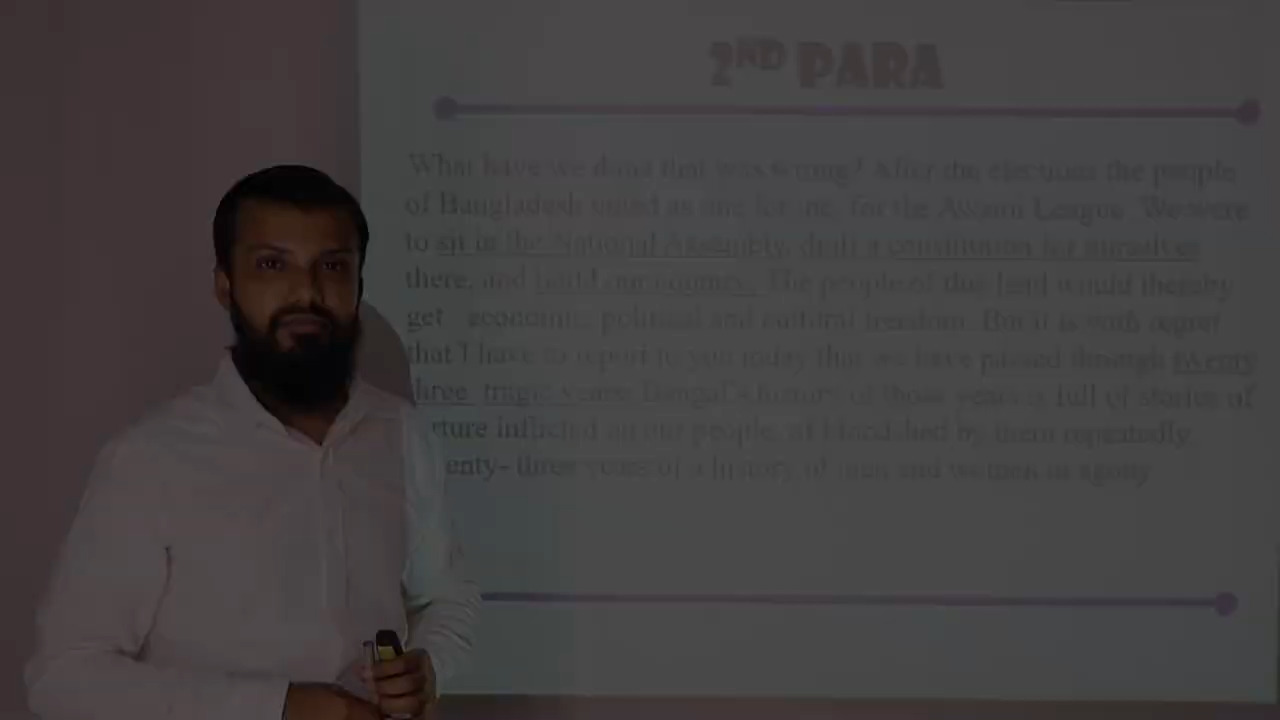 2ND PARA
What have we done that was wrong? After the elections the people
of Bangladesh voted as one for me, for the Awami League. We were
to sit in the National Assembly, draft a constitution for ourselves
there, and build our country. The people of this land would thereby
get economic, political and cultural freedom. But it is with regret
that I have to report to you today that we have passed through twenty
three tragic years; Bengal's history of those years is full of stories of
rture inflicted on our people, of blood shed by them repeatedly
enty- three years of a history of men and women in agony